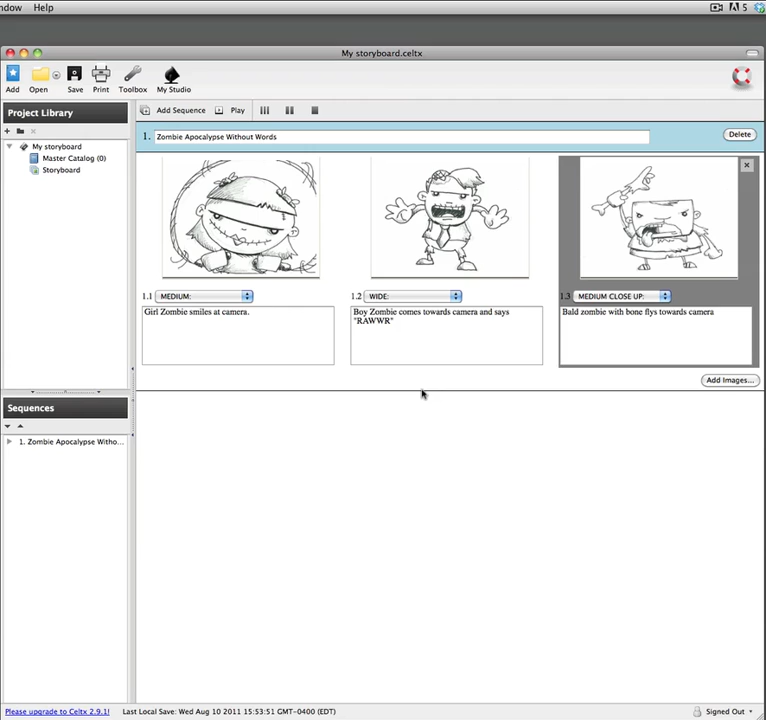 ndow Help
5
My storyboard.celtx
Add Open Save Print Toolbox My Studio
Project Library
Add Sequence Play
1. Zombie Apocalypse Without Words
Delete
My storyboard
Master Catalog (0)
Storyboard
1.1 MEDIUM:
1.2 WIDE:
1.3 MEDIUM CLOSE UP:
Girl Zombie smiles at camera.
Boy Zombie comes towards camera and says
"RAWWR"
Bald zombie with bone flys towards camera
Add Images...
Sequences
1. Zombie Apocalypse Witho...
Please upgrade to Celtx 2.9.1!
Last Local Save: Wed Aug 10 2011 15:53:51 GMT-0400 (EDT)
Signed Out